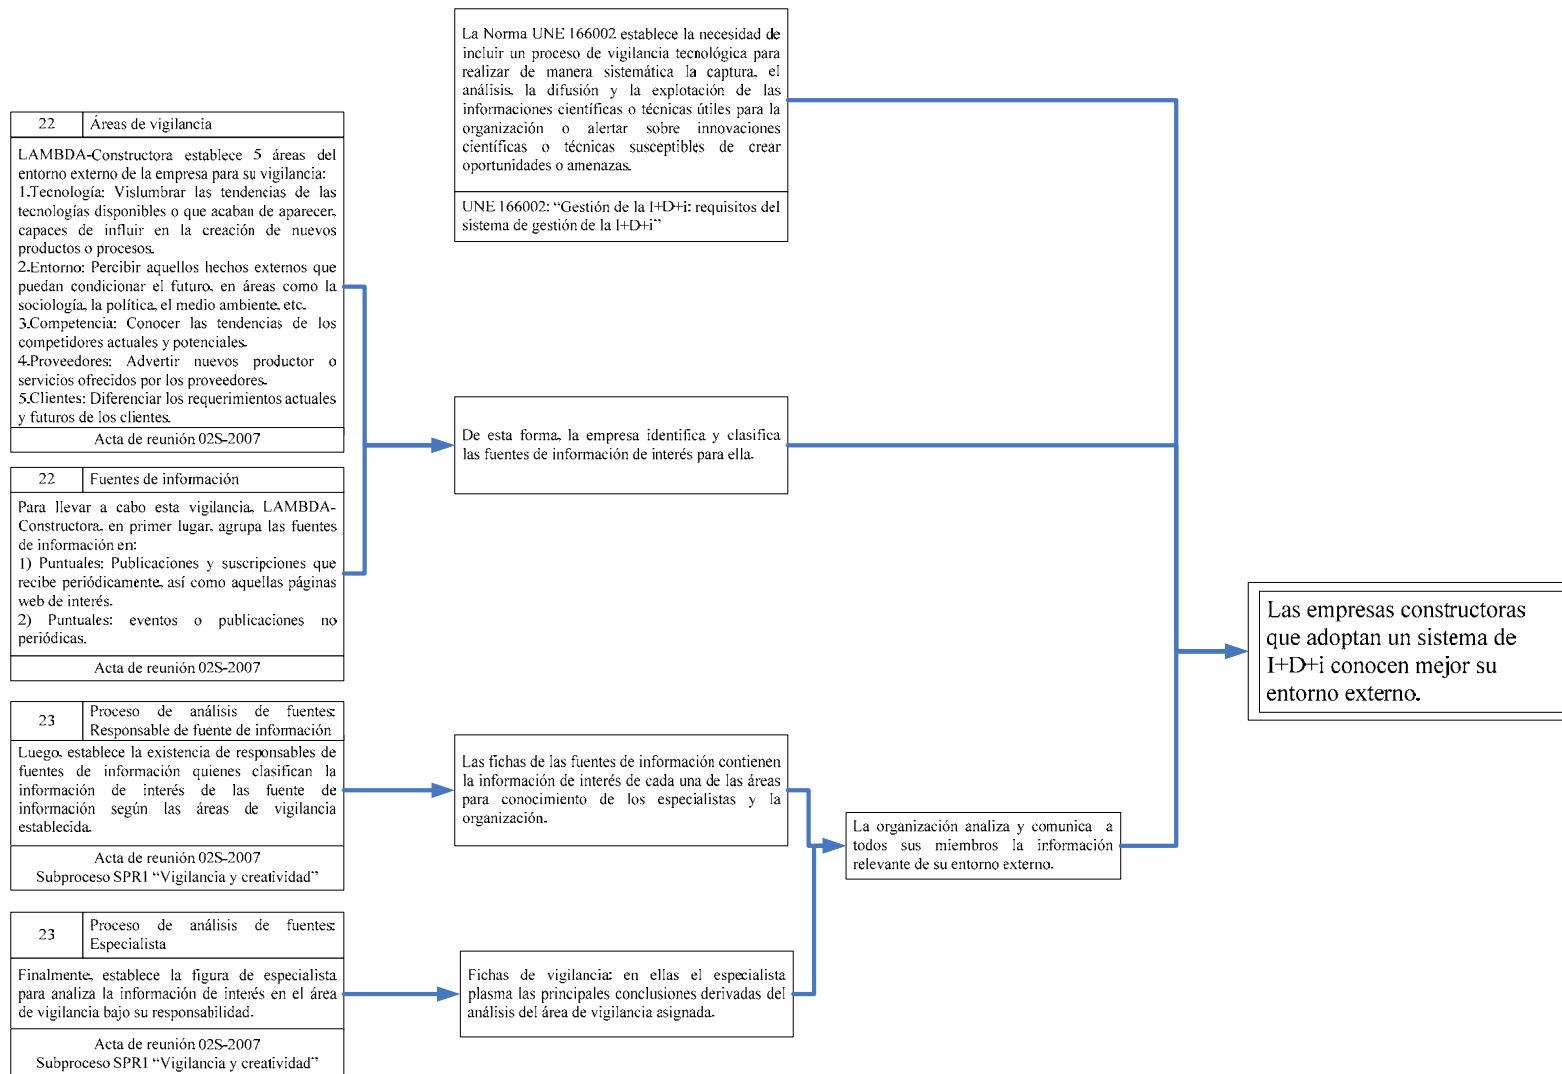 La Norma UNE 166002 establece la necesidad de
incluir un proceso de vigilancia tecnológica para
realizar de manera sistemática la captura, el
análisis, la difusión y la explotación de las
informaciones científicas o técnicas útiles para la
organización o alertar sobre innovaciones
científicas o técnicas susceptibles de crear
oportunidades o amenazas.
UNE 166002: “Gestión de la I+D+i: requisitos del
sistema de gestión de la I+D+i”
22 Áreas de vigilancia
LAMBDA-Constructora establece 5 áreas del
entorno externo de la empresa para su vigilancia:
1.Tecnología: Vislumbrar las tendencias de las
tecnologías disponibles o que acaban de aparecer,
capaces de influir en la creación de nuevos
productos o procesos.
2.Entorno: Percibir aquellos hechos externos que
puedan condicionar el futuro, en áreas como la
sociología, la política, el medio ambiente, etc.
3.Competencia: Conocer las tendencias de los
competidores actuales y potenciales.
4.Proveedores: Advertir nuevos productor o
servicios ofrecidos por los proveedores.
5.Clientes: Diferenciar los requerimientos actuales
y futuros de los clientes.
Acta de reunión 02S-2007
22 Fuentes de información
Para llevar a cabo esta vigilancia, LAMBDA-
Constructora, en primer lugar, agrupa las fuentes
de información en:
1) Puntuales: Publicaciones y suscripciones que
recibe periódicamente, así como aquellas páginas
web de interés.
2) Puntuales: eventos o publicaciones no
periódicas.
Acta de reunión 02S-2007
De esta forma, la empresa identifica y clasifica
las fuentes de información de interés para ella.
23 Proceso de análisis de fuentes:
Responsable de fuente de información
Luego, establece la existencia de responsables de
fuentes de información quienes clasifican la
información de interés de las fuente de
información según las áreas de vigilancia
establecida.
Acta de reunión 02S-2007
Subproceso SPR1 “Vigilancia y creatividad”
Las fichas de las fuentes de información contienen
la información de interés de cada una de las áreas
para conocimiento de los especialistas y la
organización.
23 Proceso de análisis de fuentes:
Especialista
Finalmente, establece la figura de especialista
para analiza la información de interés en el área
de vigilancia bajo su responsabilidad.
Acta de reunión 02S-2007
Subproceso SPR1 “Vigilancia y creatividad”
Fichas de vigilancia: en ellas el especialista
plasma las principales conclusiones derivadas del
análisis del área de vigilancia asignada.
La organización analiza y comunica a
todos sus miembros la información
relevante de su entorno externo.
Las empresas constructoras
que adoptan un sistema de
I+D+i conocen mejor su
entorno externo.